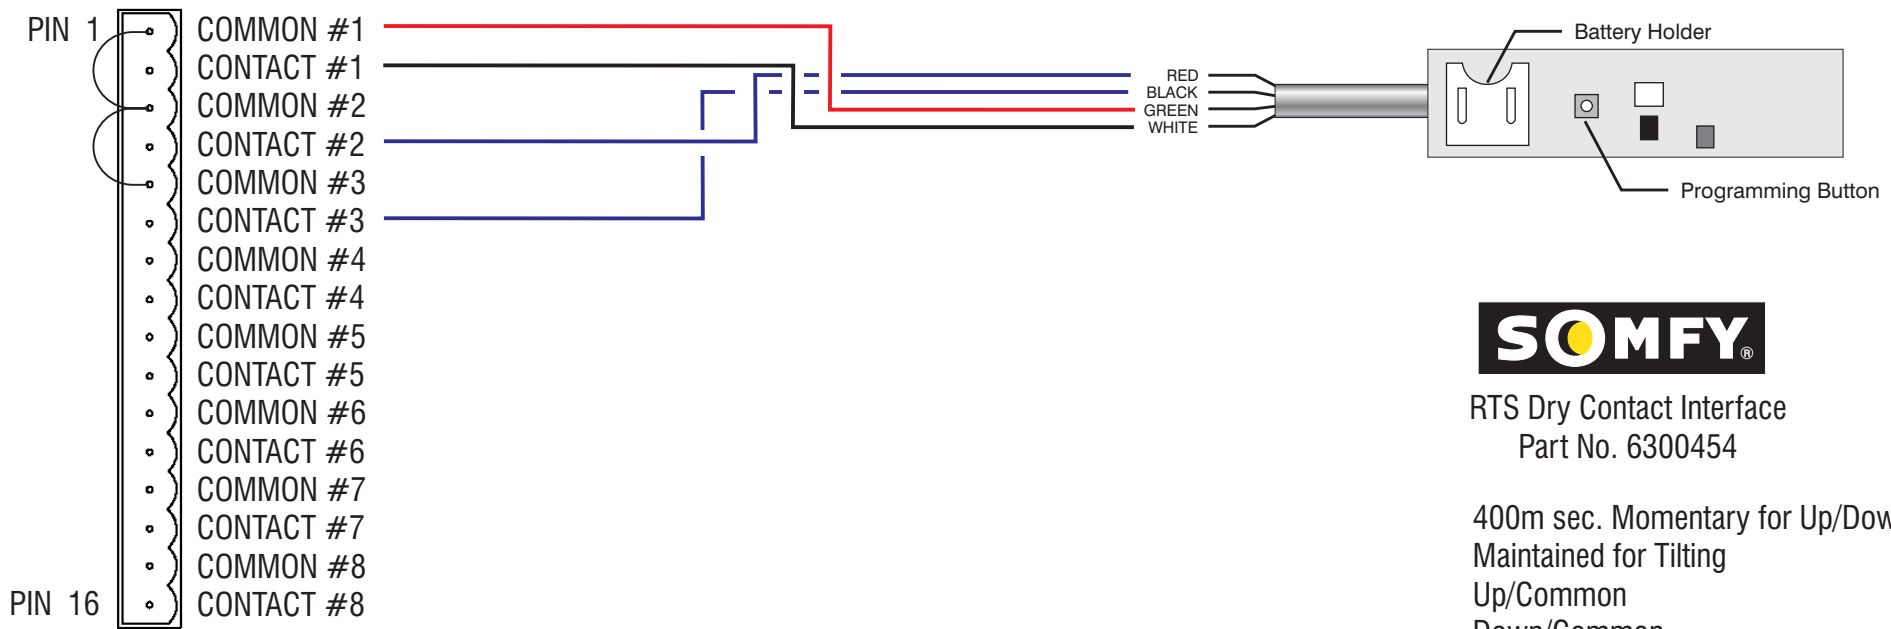 PIN 1
COMMON #1
CONTACT #1
COMMON #2
CONTACT #2
COMMON #3
CONTACT #3
COMMON #4
CONTACT #4
COMMON #5
CONTACT #5
COMMON #6
CONTACT #6
COMMON #7
CONTACT #7
COMMON #8
PIN 16
CONTACT #8
RED
BLACK
GREEN
WHITE
Battery Holder
Programming Button
SOMFY®
RTS Dry Contact Interface
Part No. 6300454
400m sec. Momentary for Up/Dow
Maintained for Tilting
Up/Common
Down/Common